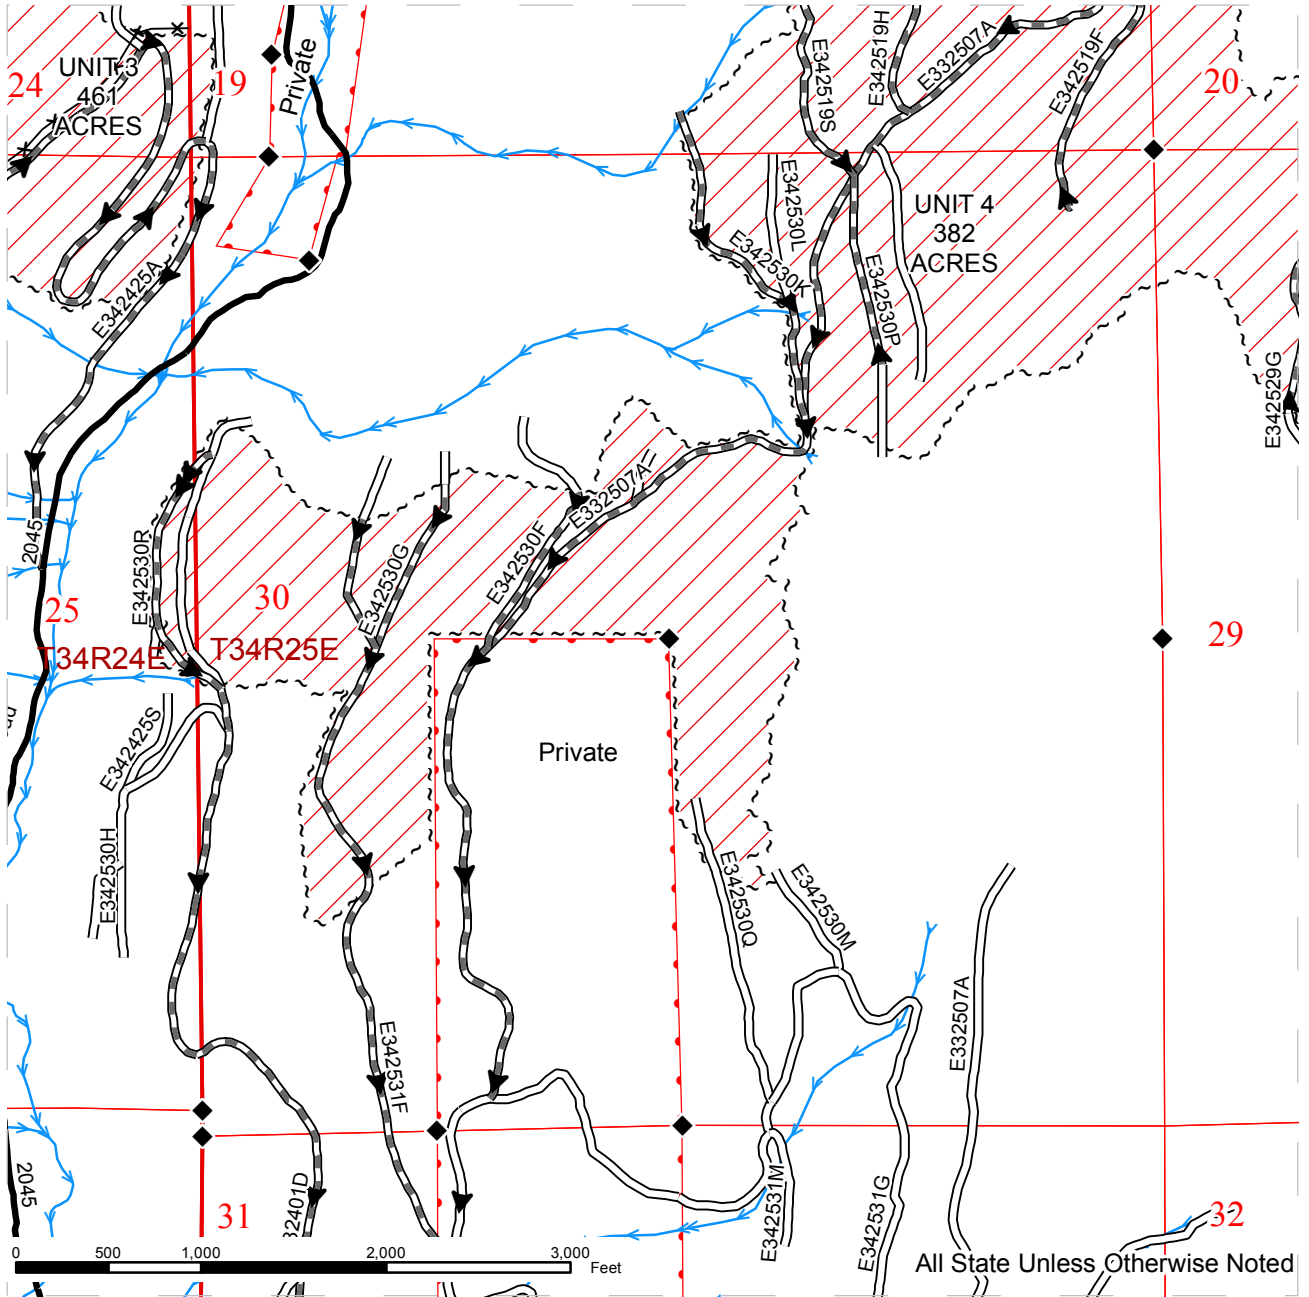 24
UNIT 3
461
ACRES
19
Private
E342519S
E342519H
E332507A
E342519F
20
E342530L
UNIT 4
382
ACRES
E342530K
E342530P
E342425A
E342529G
2045
E342530R
E342530G
E342530F
E332507A
25
30
T34R24E
T34R25E
29
Private
E342425S
E342530H
E342530Q
E342530M
E332507A
E342531F
2045
31
32401D
E342531M
E342531G
32
0 500 1,000 2,000 3,000
Feet
All State Unless Otherwise Noted